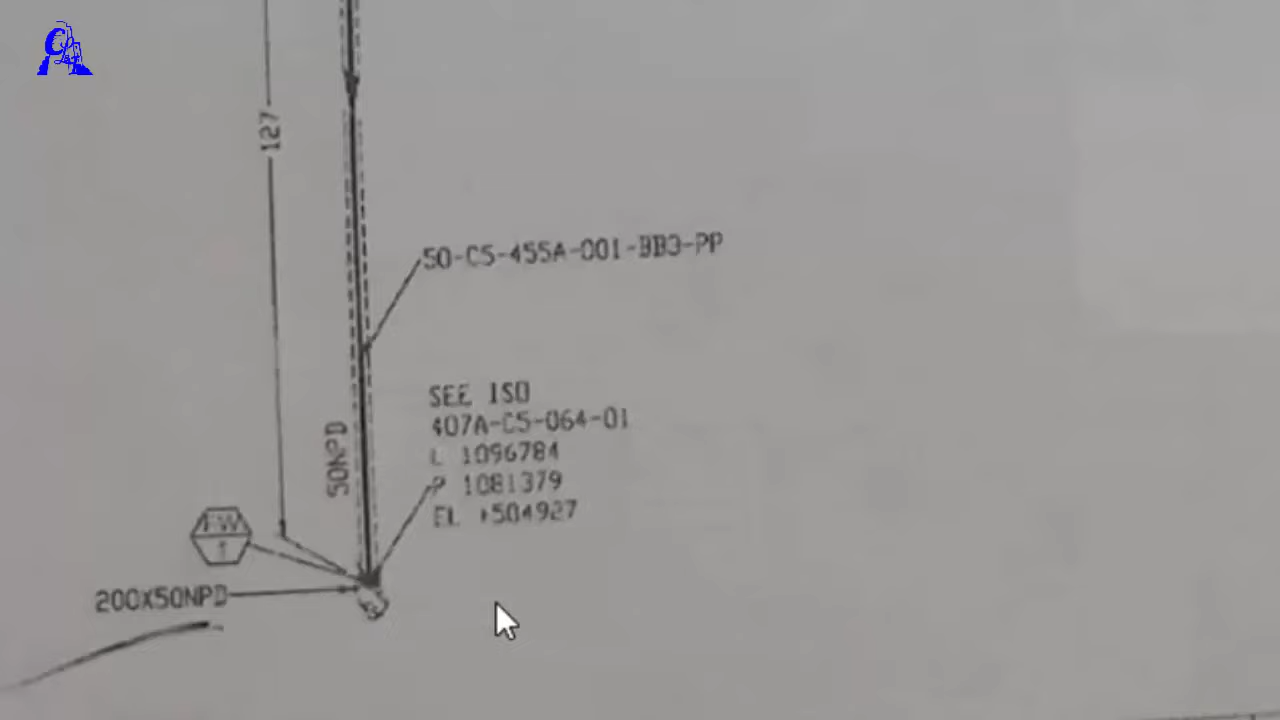 127
50-CS-455A-001-BB3-PP
SEE ISO
407A-CS-064-01
L 1096784
P 1081379
EL +504927
50NPD
FW
1
200X50NPD